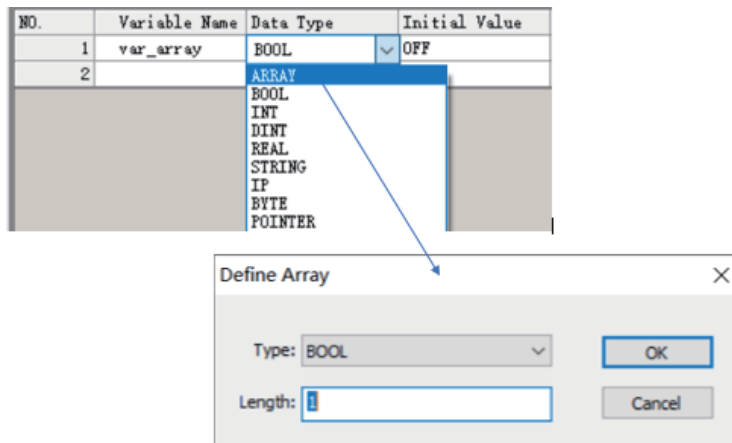 NO. Variable Name Data Type Initial Value
1 var_array BOOL OFF
2 ARRAY
BOOL
INT
DINT
REAL
STRING
IP
BYTE
POINTER
Define Array
Type: BOOL OK
Length: 1 Cancel